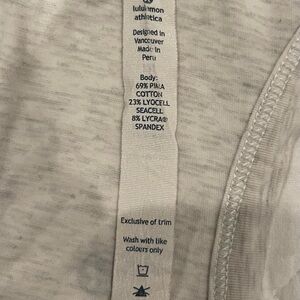 lululemon
athletica
Designed in
Vancouver
Made in
Peru
Body:
69% PIMA
COTTON
23% LYOCELL
SEACELL
8% LYCRA®
SPANDEX
Exclusive of trim
Wash with like
colours only